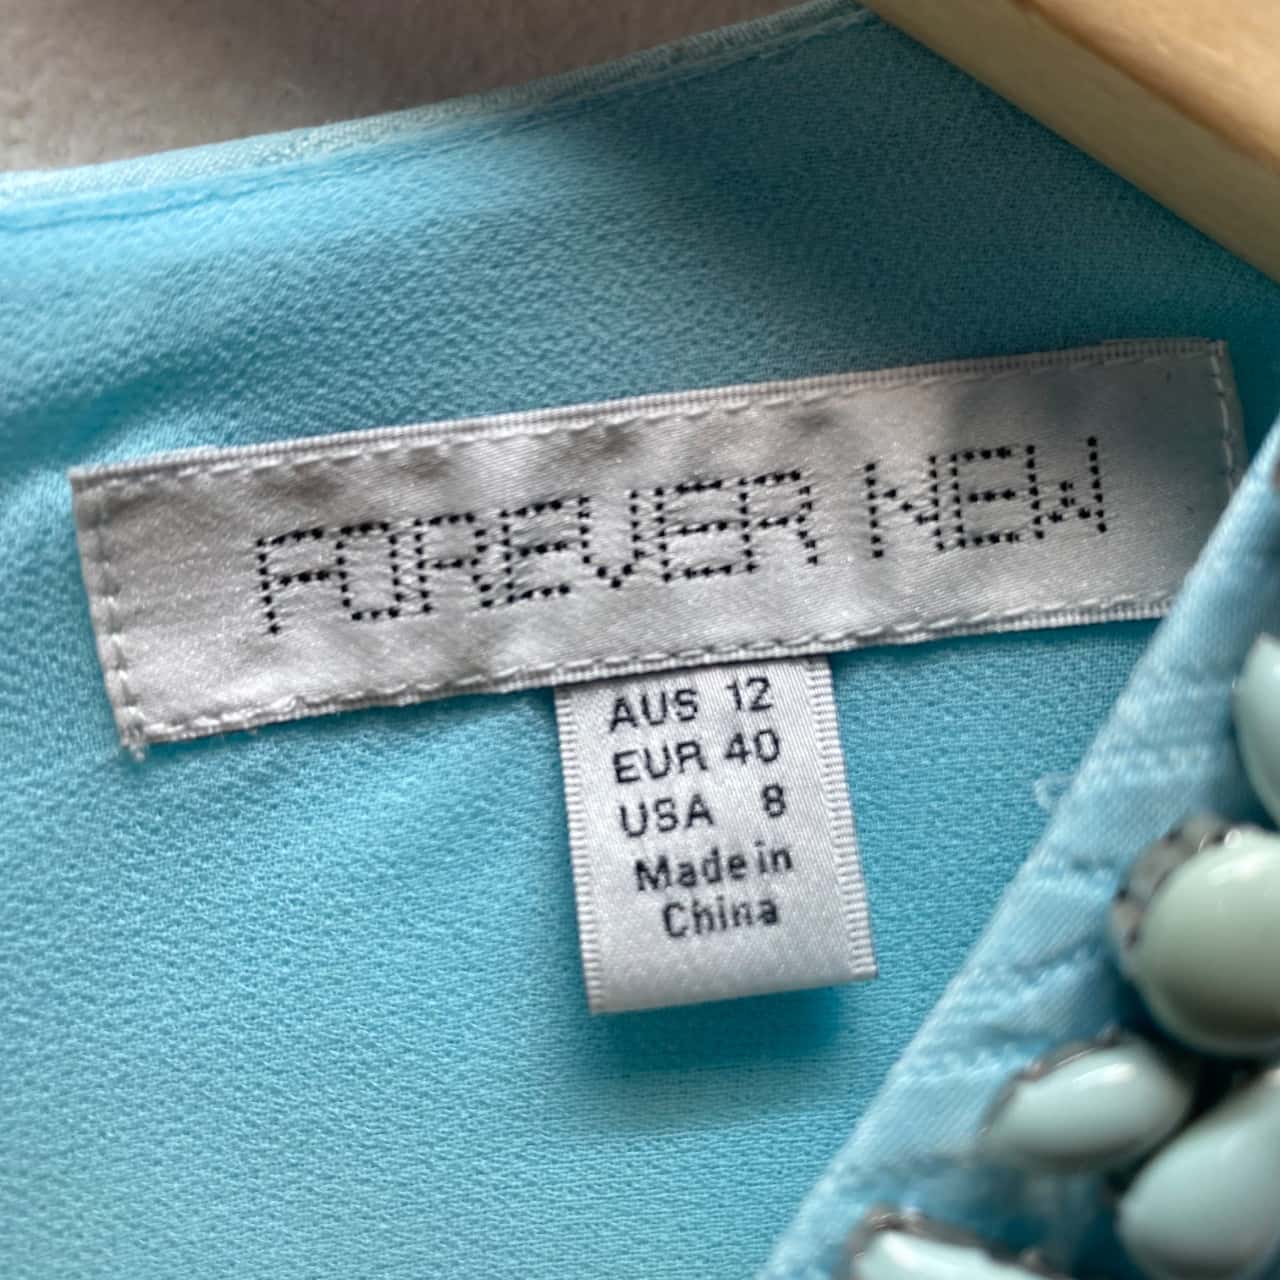 FOREVER NEW
AUS 12
EUR 40
USA 8
Made in
China